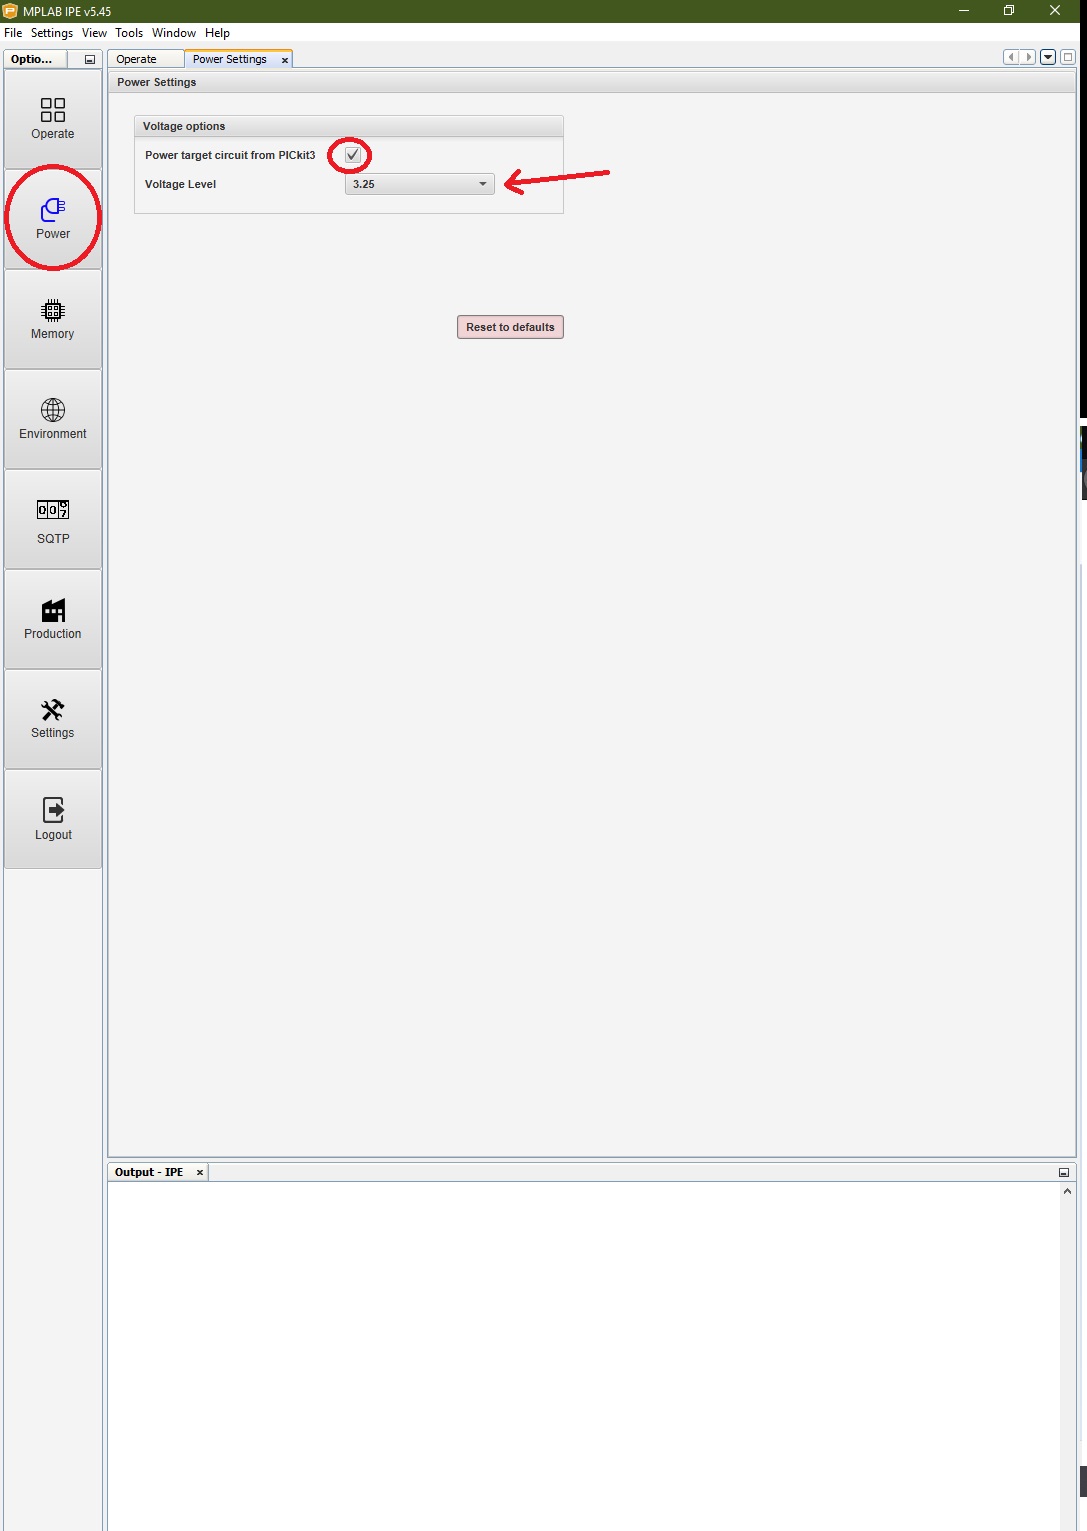 MPLAB IPE v5.45
File Settings View Tools Window Help
Optio...
Operate
Power Settings
Power Settings
Operate
Power
Memory
Environment
SQTP
Production
Settings
Logout
Voltage options
Power target circuit from PICkit3
Voltage Level 3.25
Reset to defaults
Output - IPE